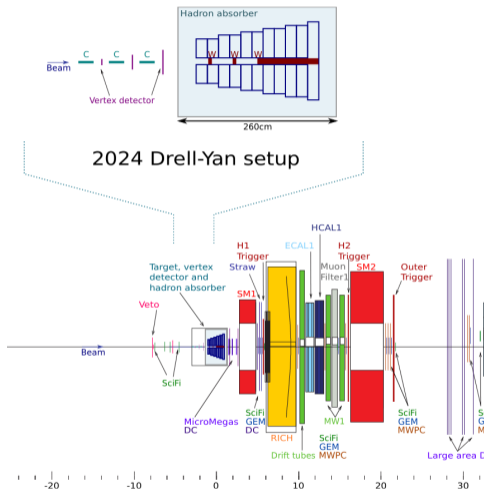 Hadron absorber
C C C
W W W
Beam
Vertex detector
260cm
2024 Drell-Yan setup
HCAL1
H1
Trigger
ECAL1
H2
Trigger
Target, vertex
detector and
hadron absorber
Straw
Muon
Filter1
SM2
Outer
Trigger
SM1
Veto
Beam
SciFi
MicroMegas
DC
SciFi
GEM
DC
RICH
Drift tubes
MW1
SciFi
GEM
MWPC
SciFi
GEM
MWPC
Large area D
-20 -10 0 10 20 30